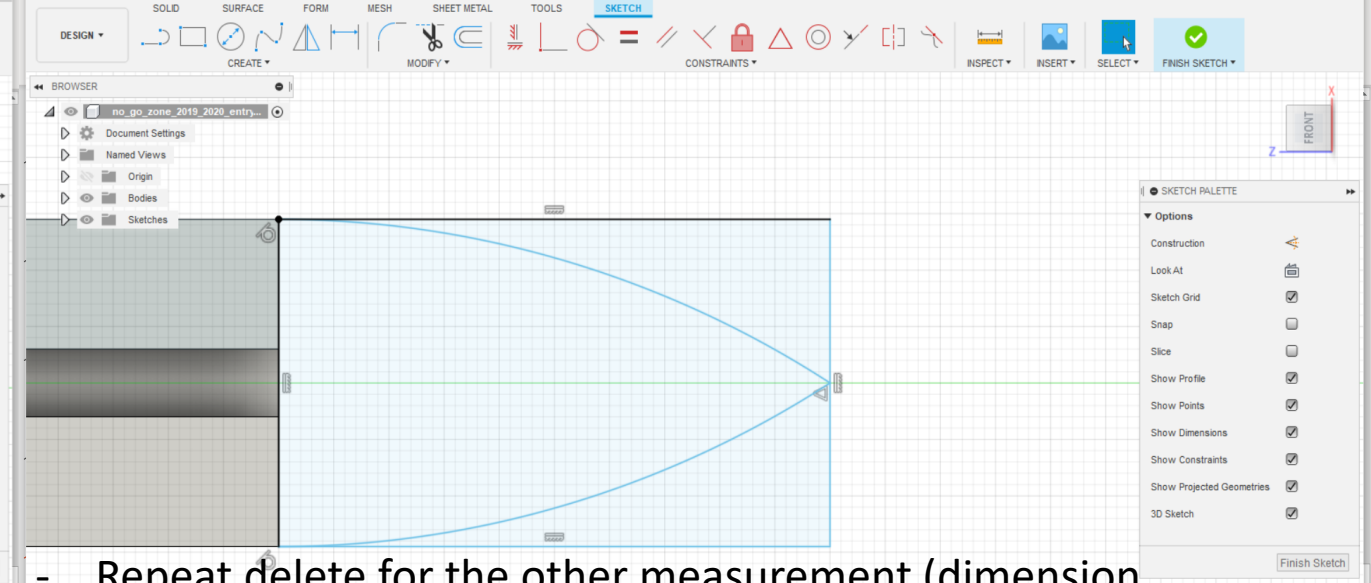 SOLID SURFACE FORM MESH SHEET METAL TOOLS SKETCH
DESIGN ▾
CREATE ▾ MODIFY ▾ CONSTRAINTS ▾ INSPECT ▾ INSERT ▾ SELECT ▾ FINISH SKETCH ▾
BROWSER
no_go_zone_2019_2020_entry...
Document Settings
Named Views
Origin
Bodies
Sketches
X
FRONT
Z
SKETCH PALETTE
▾ Options
Construction
Look At
Sketch Grid
Snap
Slice
Show Profile
Show Points
Show Dimensions
Show Constraints
Show Projected Geometries
3D Sketch
Finish Sketch
- Repeat delete for the other measurement (dimension